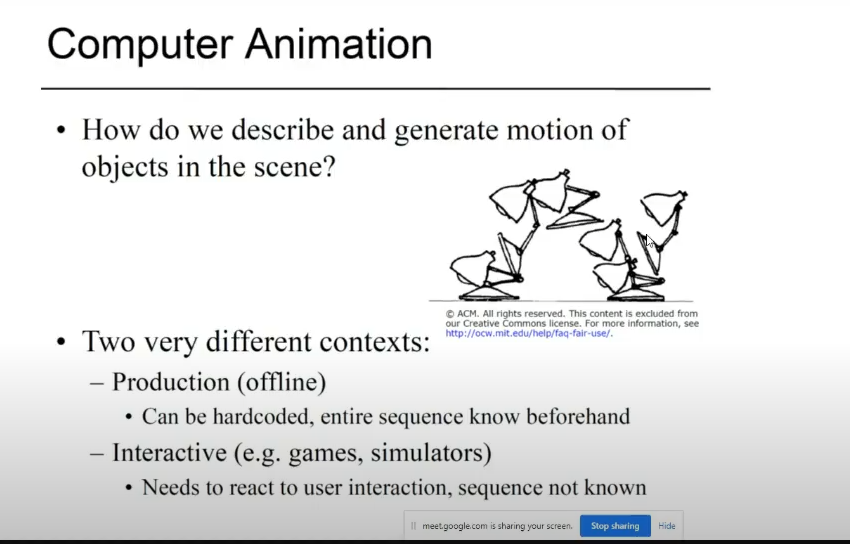 Computer Animation
• How do we describe and generate motion of
objects in the scene?
© ACM. All rights reserved. This content is excluded from
our Creative Commons license. For more information, see
http://ocw.mit.edu/help/faq-fair-use/.
• Two very different contexts:
– Production (offline)
• Can be hardcoded, entire sequence know beforehand
– Interactive (e.g. games, simulators)
• Needs to react to user interaction, sequence not known
meet.google.com is sharing your screen. Stop sharing Hide